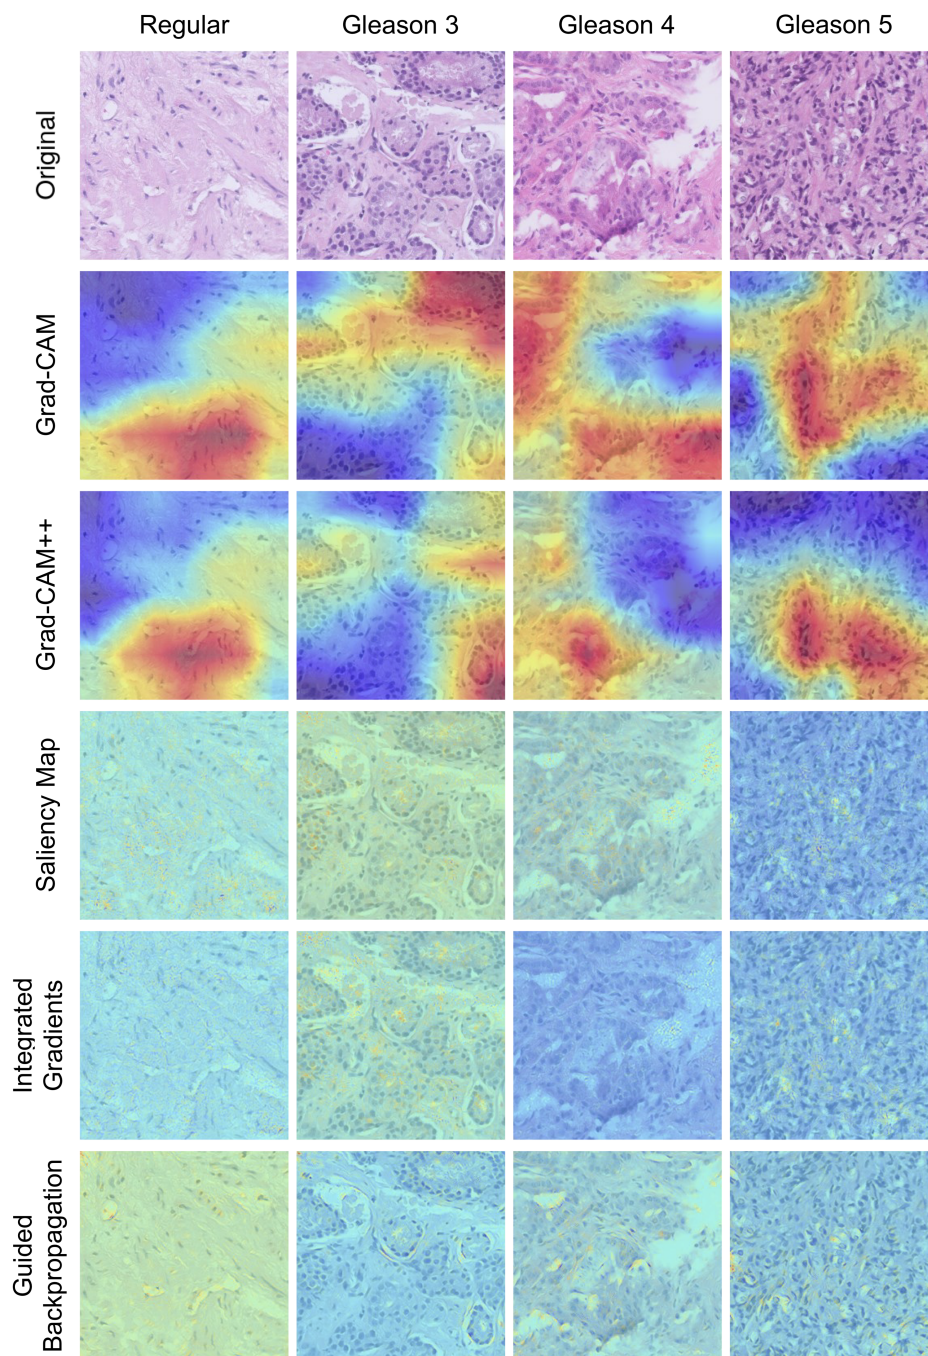 Regular
Gleason 3
Gleason 4
Gleason 5
Original
Grad-CAM
Grad-CAM++
Saliency Map
Integrated
Gradients
Guided
Backpropagation